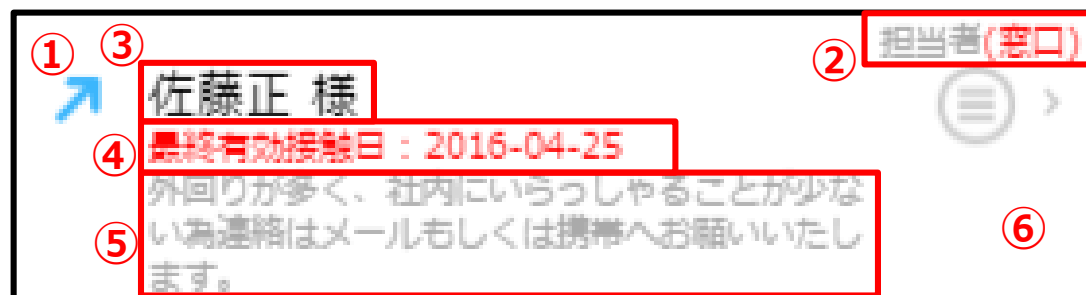 ① ③ ② 担当者(窓口)
佐藤正 様
④ 最終有効接触日：2016-04-25
外回りが多く、社内にいらっしゃることが少な
⑤ い為連絡はメールもしくは携帯へお願いいたし ⑥
ます。